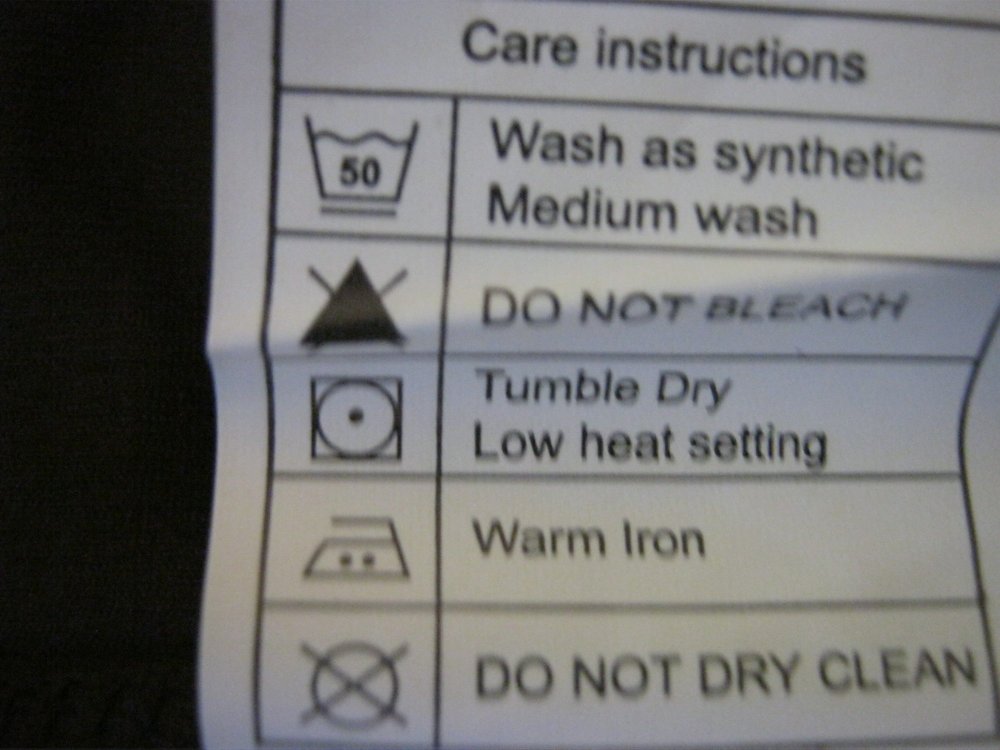 Care instructions
50
Wash as synthetic
Medium wash
DO NOT BLEACH
Tumble Dry
Low heat setting
Warm Iron
DO NOT DRY CLEAN